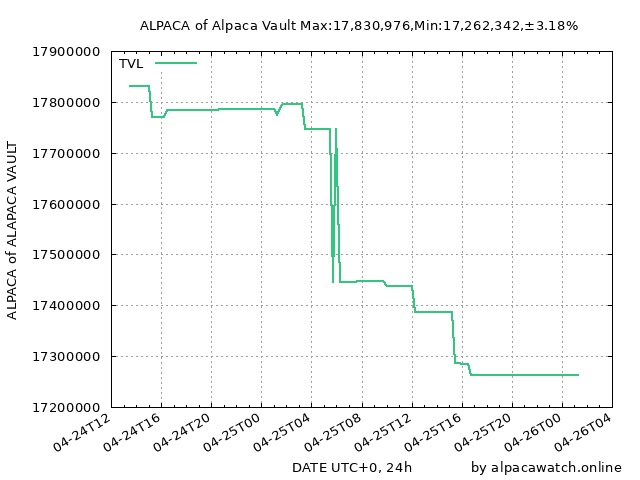 ALPACA of Alpaca Vault Max:17,830,976,Min:17,262,342,±3.18%
TVL
ALPACA of ALAPACA VAULT
17900000
17800000
17700000
17600000
17500000
17400000
17300000
17200000
04-24T12
04-24T16
04-24T20
04-25T00
04-25T04
04-25T08
04-25T12
04-25T16
04-25T20
04-26T00
04-26T04
DATE UTC+0, 24h
by alpacawatch.online